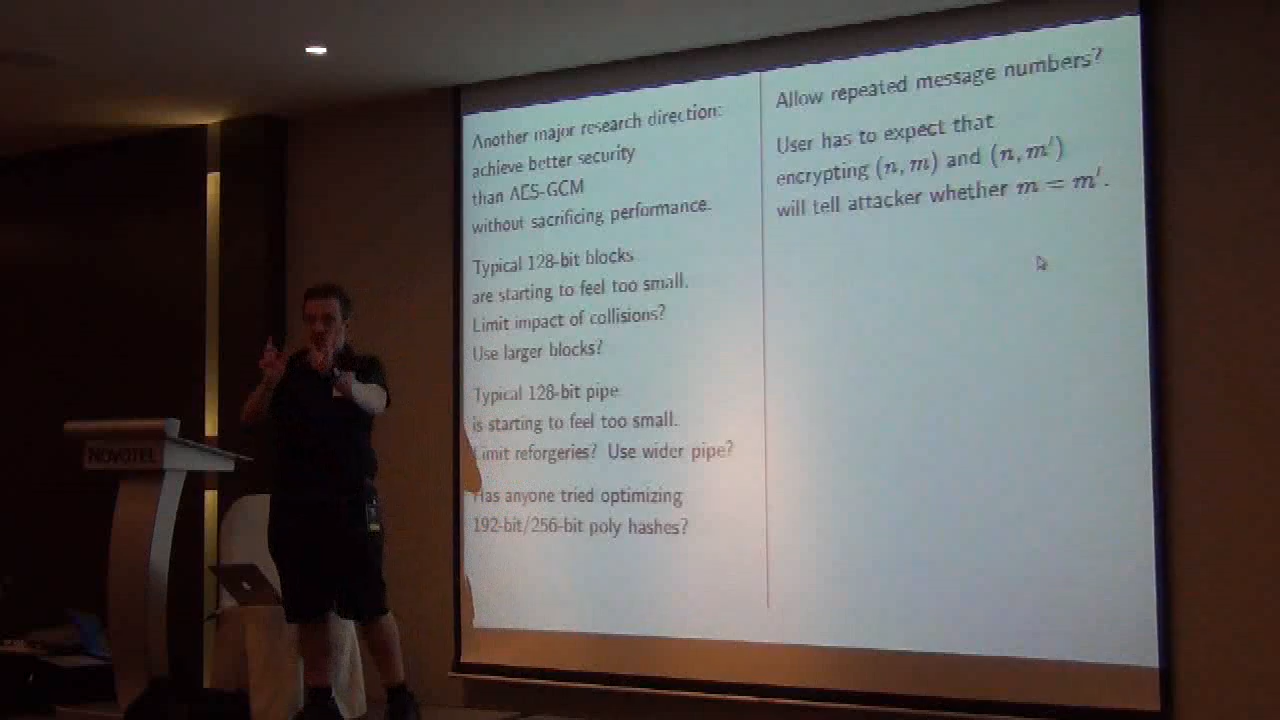 Another major research direction:
achieve better security
than AES-GCM
without sacrificing performance.
Typical 128-bit blocks
are starting to feel too small.
Limit impact of collisions?
Use larger blocks?
Typical 128-bit pipe
is starting to feel too small.
Limit reforgeries? Use wider pipe?
Has anyone tried optimizing
192-bit/256-bit poly hashes?
Allow repeated message numbers?
User has to expect that
encrypting (n, m) and (n, m′)
will tell attacker whether m = m′.
NOVOTEL